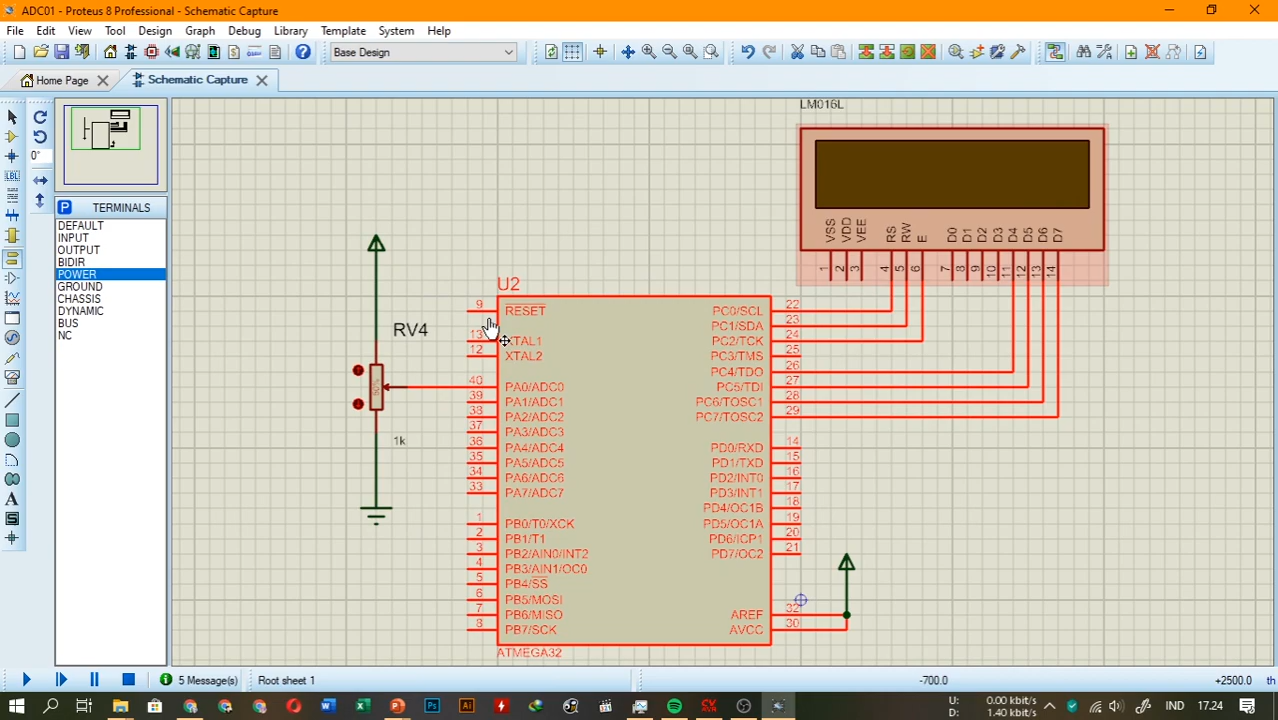 ADC01 - Proteus 8 Professional - Schematic Capture
File Edit View Tool Design Graph Debug Library Template System Help
Base Design
Home Page
Schematic Capture
0°
LBL
P TERMINALS
DEFAULT
INPUT
OUTPUT
BIDIR
POWER
GROUND
CHASSIS
DYNAMIC
BUS
NC
A
LM016L
VSS VDD VEE RS RW E D0 D1 D2 D3 D4 D5 D6 D7
1 2 3 4 5 6 7 8 9 10 11 12 13 14
RV4
1k
U2
9 RESET
13 XTAL1
12 XTAL2
40 PA0/ADC0
39 PA1/ADC1
38 PA2/ADC2
37 PA3/ADC3
36 PA4/ADC4
35 PA5/ADC5
34 PA6/ADC6
33 PA7/ADC7
1 PB0/T0/XCK
2 PB1/T1
3 PB2/AIN0/INT2
4 PB3/AIN1/OC0
5 PB4/SS
6 PB5/MOSI
7 PB6/MISO
8 PB7/SCK
PC0/SCL 22
PC1/SDA 23
PC2/TCK 24
PC3/TMS 25
PC4/TDO 26
PC5/TDI 27
PC6/TOSC1 28
PC7/TOSC2 29
PD0/RXD 14
PD1/TXD 15
PD2/INT0 16
PD3/INT1 17
PD4/OC1B 18
PD5/OC1A 19
PD6/ICP1 20
PD7/OC2 21
AREF 32
AVCC 30
ATMEGA32
5 Message(s) Root sheet 1 -700.0 +2500.0 th
U: 0.00 kbit/s
D: 1.40 kbit/s
IND 17.24